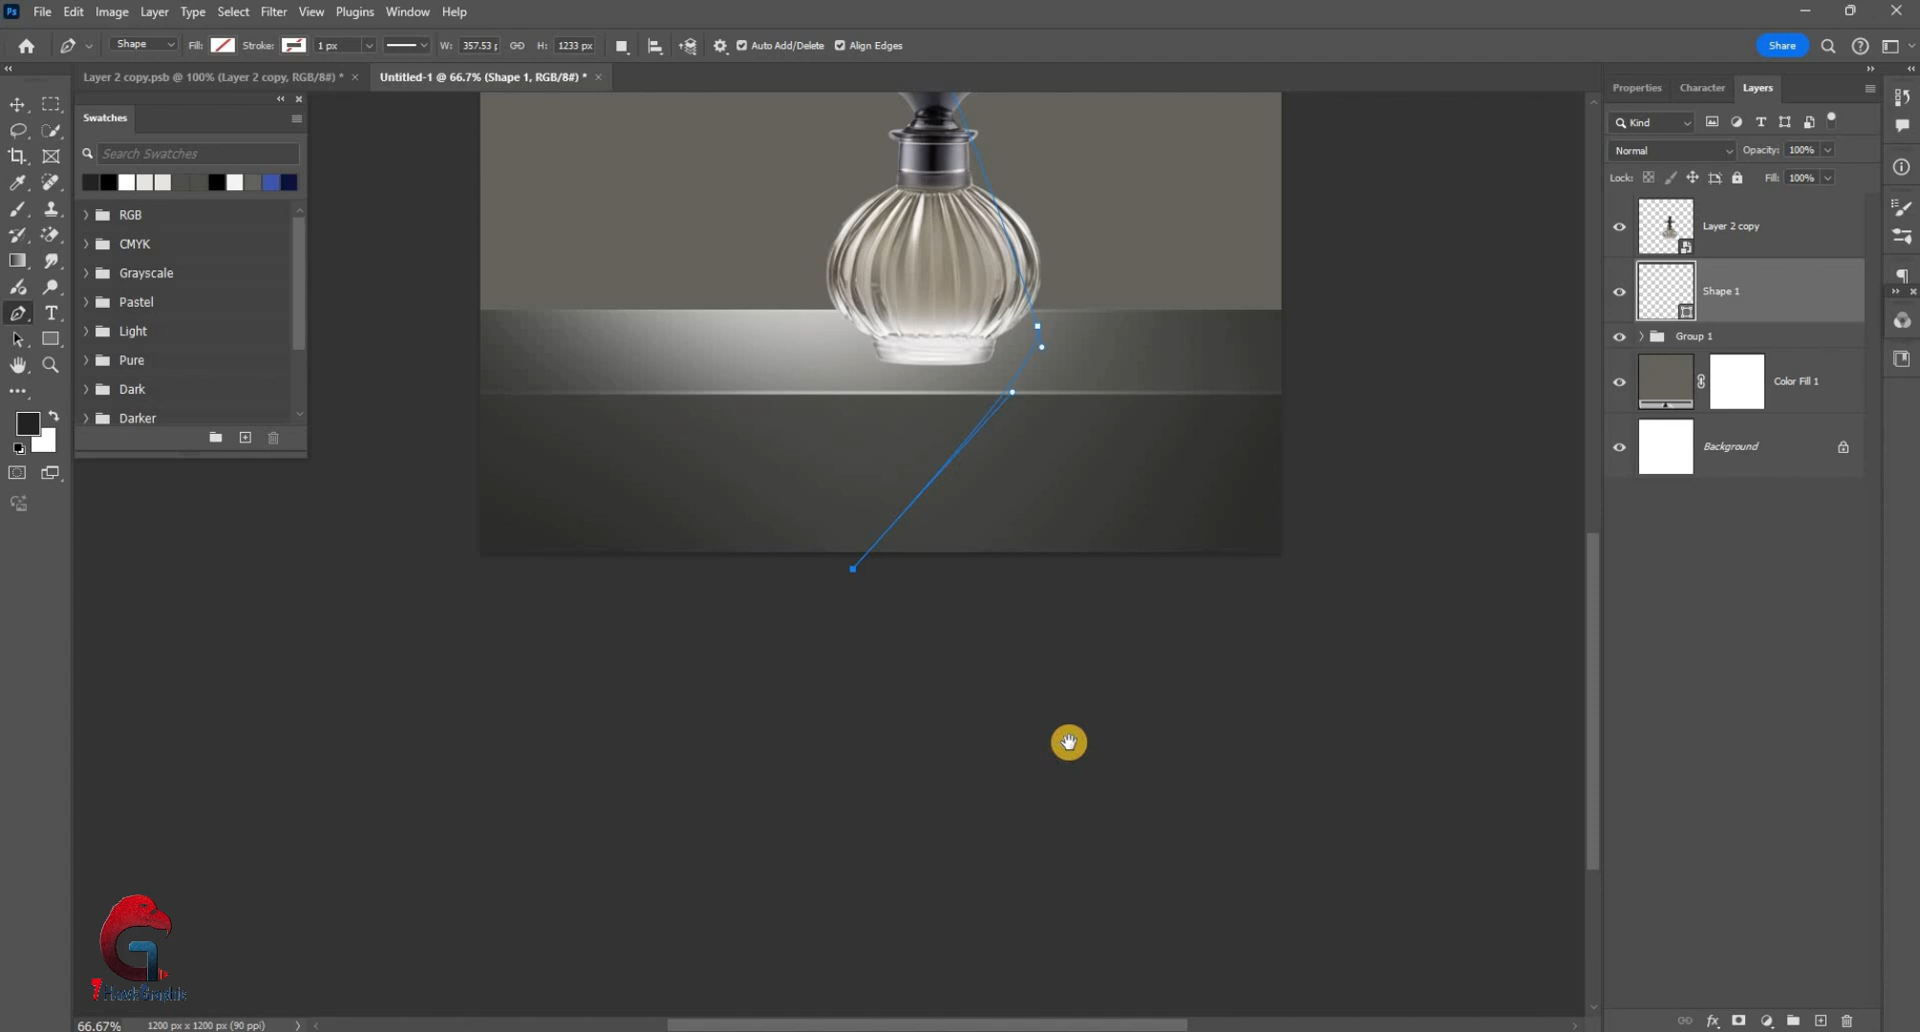 Ps File Edit Image Layer Type Select Filter View Plugins Window Help
Shape Fill: Stroke: 1 px W: 357.53 p H: 1233 px Auto Add/Delete Align Edges Share
Layer 2 copy.psb @ 100% (Layer 2 copy, RGB/8#) * Untitled-1 @ 66.7% (Shape 1, RGB/8#) *
Swatches
Search Swatches
RGB
CMYK
Grayscale
Pastel
Light
Pure
Dark
Darker
Properties Character Layers
Kind
Normal Opacity: 100%
Lock: Fill: 100%
Layer 2 copy
Shape 1
Group 1
Color Fill 1
Background
66.67% 1200 px x 1200 px (90 ppi)